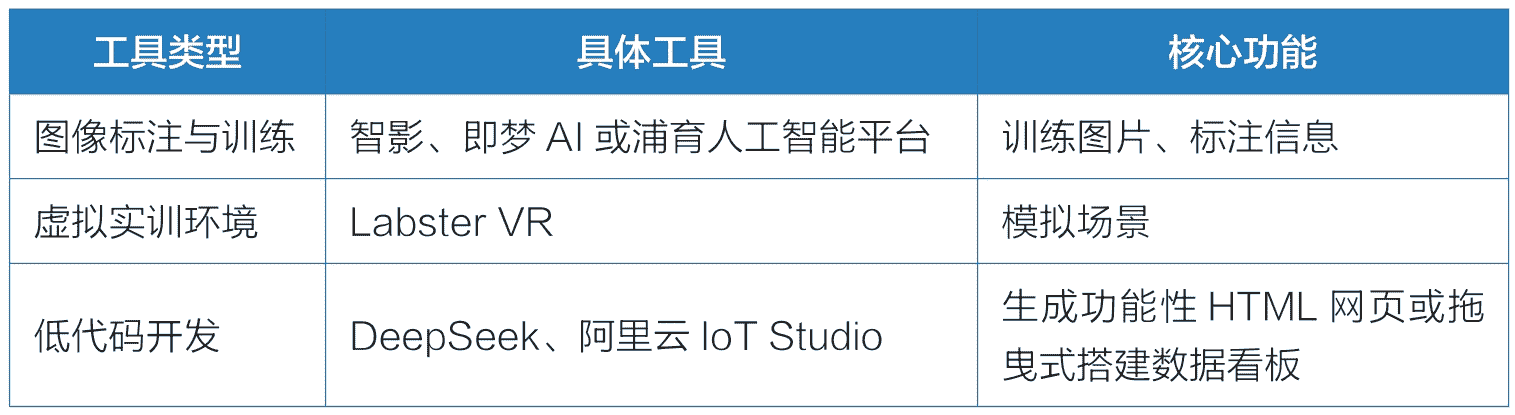 工具类型 具体工具 核心功能
图像标注与训练 智影、即梦 AI 或浦育人工智能平台 训练图片、标注信息
虚拟实训环境 Labster VR 模拟场景
低代码开发 DeepSeek、阿里云 IoT Studio 生成功能性 HTML 网页或拖
曳式搭建数据看板